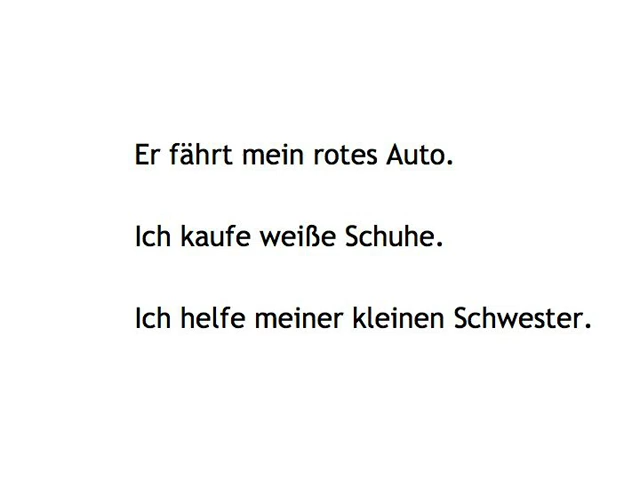 Er fährt mein rotes Auto.
Ich kaufe weiße Schuhe.
Ich helfe meiner kleinen Schwester.